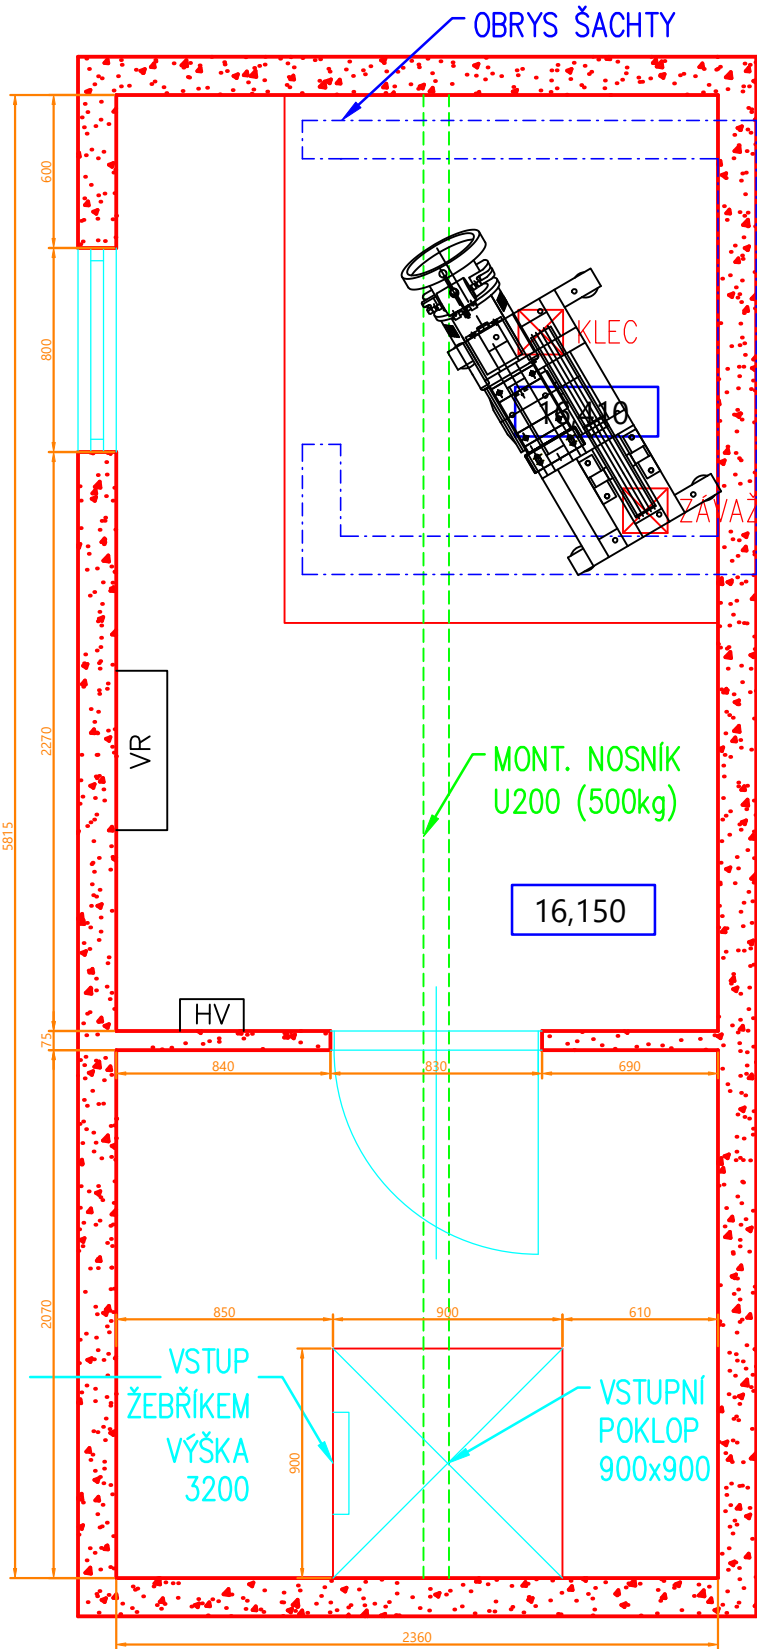 OBRYS ŠACHTY
600
800
KLEC
ZÁVAŽ
2270
VR
MONT. NOSNÍK
U200 (500kg)
5815
16,150
HV
75
840
830
690
2070
850
900
610
VSTUP
ŽEBŘÍKEM
VÝŠKA
3200
900
VSTUPNÍ
POKLOP
900x900
2360